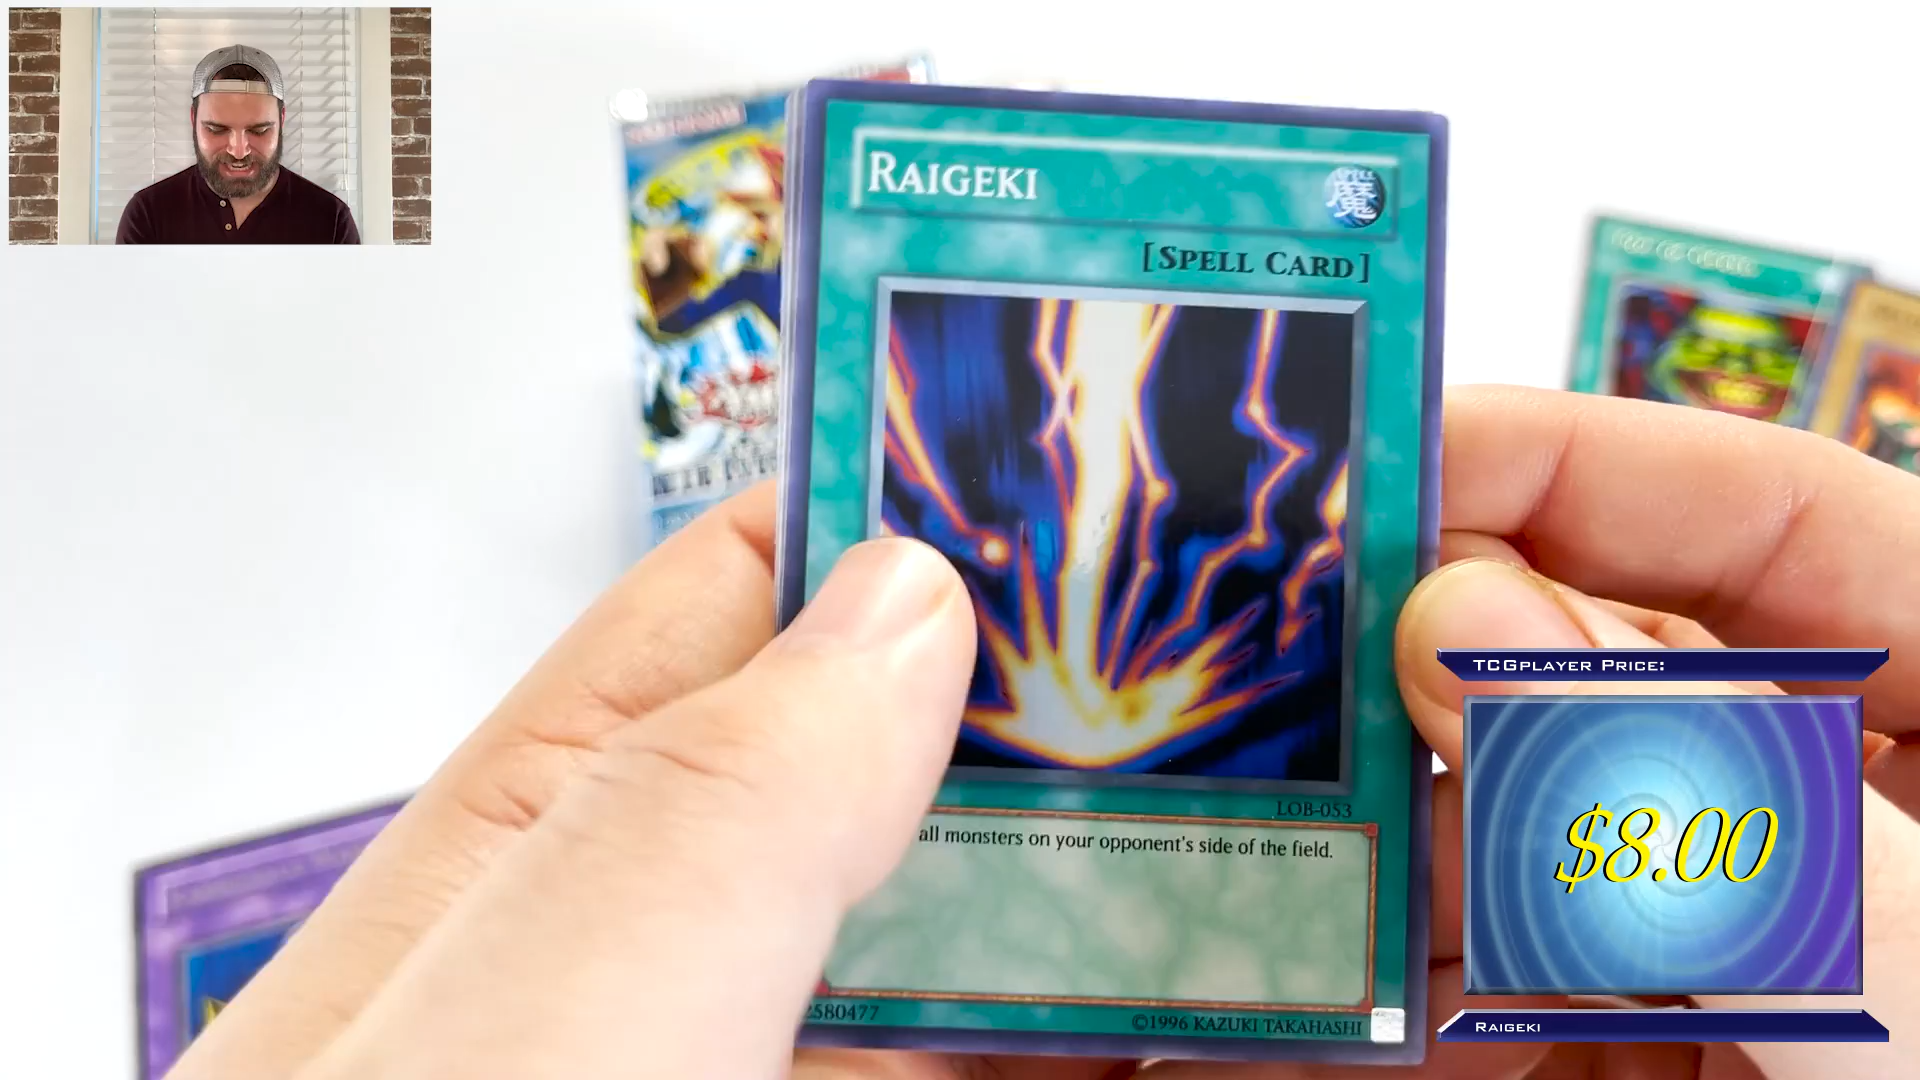 RAIGEKI
SPELL
魔
[SPELL CARD]
LOB-053
all monsters on your opponent's side of the field.
2580477
©1996 KAZUKI TAKAHASHI
TCGPLAYER PRICE:
$8.00
RAIGEKI